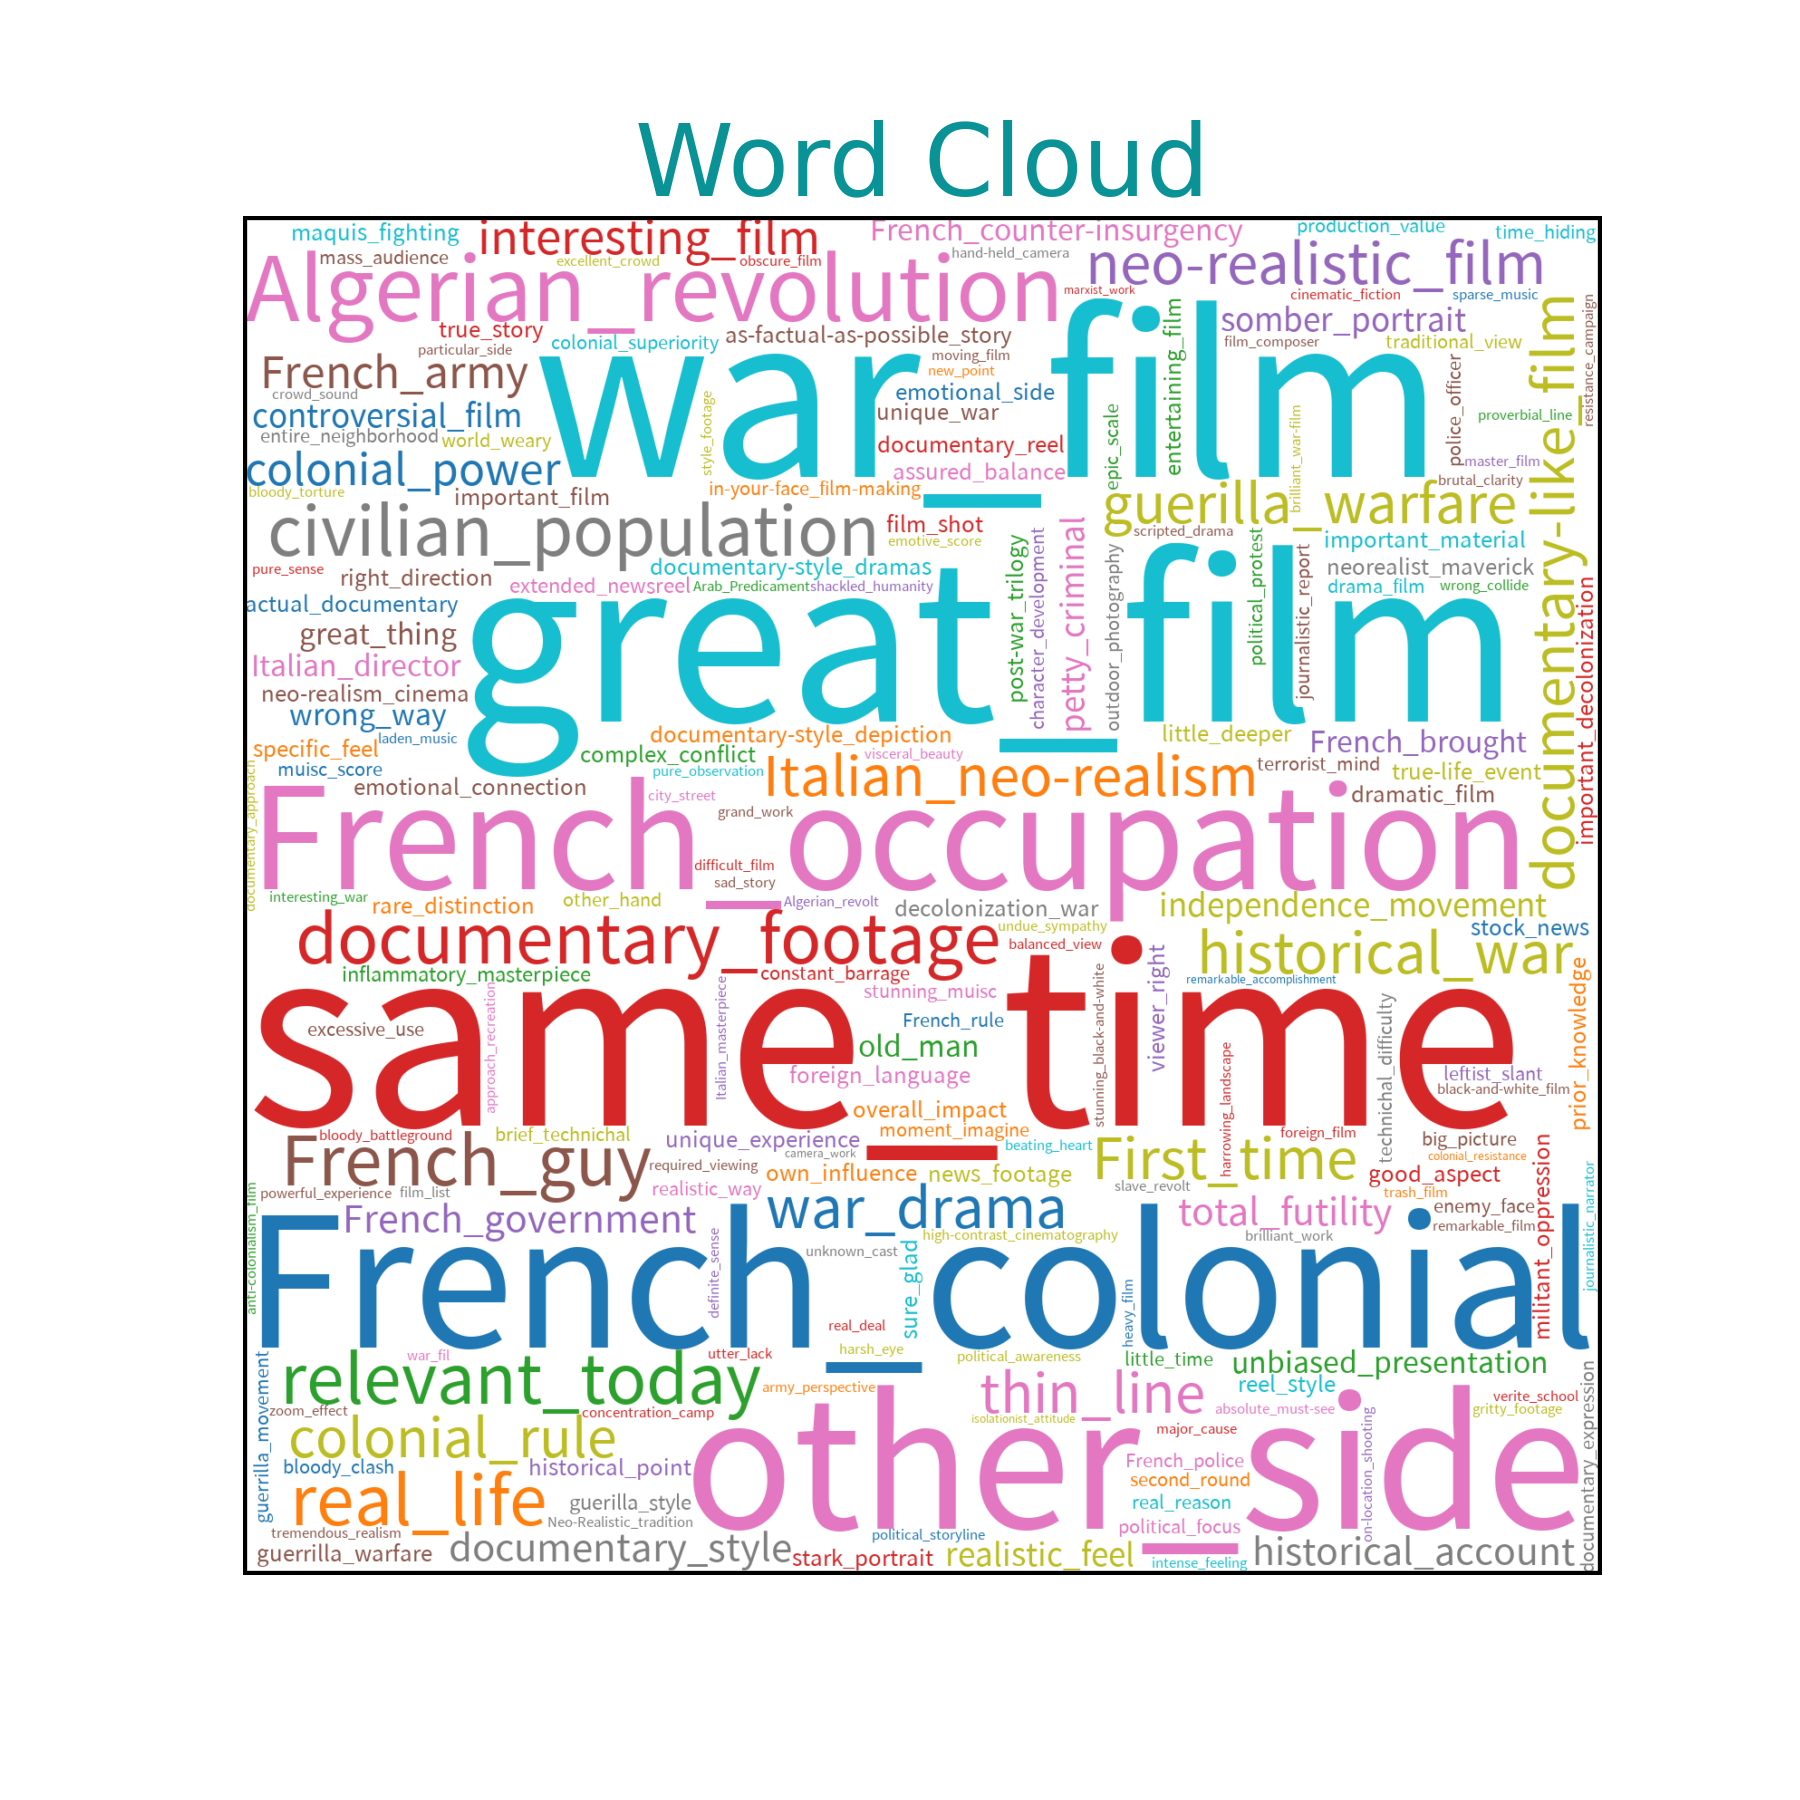 Word Cloud
maquis_fighting
interesting_film
French_counter-insurgency
production_value
time_hiding
mass_audience
excellent_crowd
obscure_film
hand-held_camera
Algerian_revolution
neo-realistic_film
marxist_work
cinematic_fiction
sparse_music
true_story
colonial_superiority
as-factual-as-possible_story
somber_portrait
particular_side
moving_film
film_composer
traditional_view
French_army
new_point
war_film
entertaining_film
documentary-like_film
resistance_campaign
crowd_sound
emotional_side
controversial_film
unique_war
police_officer
proverbial_line
entire_neighborhood
world_weary
style_footage
documentary_reel
epic_scale
brilliant_war-film
colonial_power
assured_balance
master_film
bloody_torture
important_film
in-your-face_film-making
brutal_clarity
guerilla_warfare
civilian_population
film_shot
emotive_score
scripted_drama
important_material
pure_sense
right_direction
documentary-style_dramas
neorealist_maverick
extended_newsreel
Arab_Predicament
shackled_humanity
drama_film
wrong_collide
actual_documentary
great_film
post-war_trilogy
character_development
petty_criminal
outdoor_photography
political_protest
journalistic_report
important_decolonization
great_thing
Italian_director
neo-realism_cinema
wrong_way
laden_music
specific_feel
documentary-style_depiction
little_deeper
French_brought
complex_conflict
visceral_beauty
muisc_score
pure_observation
Italian_neo-realism
terrorist_mind
true-life_event
documentary_approach
emotional_connection
city_street
dramatic_film
grand_work
French_occupation
difficult_film
sad_story
interesting_war
rare_distinction
other_hand
Algerian_revolt
decolonization_war
independence_movement
undue_sympathy
stock_news
documentary_footage
balanced_view
historical_war
inflammatory_masterpiece
constant_barrage
viewer_right
remarkable_accomplishment
prior_knowledge
same_time
approach_recreation
Italian_masterpiece
stunning_muisc
stunning_black-and-white
technichal_difficulty
excessive_use
French_rule
old_man
harrowing_landscape
foreign_language
leftist_slant
black-and-white_film
overall_impact
moment_imagine
bloody_battleground
brief_technichal
unique_experience
camera_work
beating_heart
foreign_film
big_picture
French_guy
required_viewing
First_time
colonial_resistance
own_influence
news_footage
good_aspect
militant_oppression
journalistic_narrator
powerful_experience
film_list
realistic_way
slave_revolt
trash_film
anti-colonialism_film
French_government
war_drama
total_futility
enemy_face
remarkable_film
definite_sense
unknown_cast
high-contrast_cinematography
brilliant_work
French_colonial
sure_glad
heavy_film
real_deal
harsh_eye
war_fil
utter_lack
political_awareness
little_time
unbiased_presentation
guerrilla_movement
relevant_today
army_perspective
thin_line
reel_style
verite_school
documentary_expression
zoom_effect
concentration_camp
isolationist_attitude
absolute_must-see
gritty_footage
colonial_rule
major_cause
other_side
on-location_shooting
bloody_clash
historical_point
French_police
second_round
real_life
guerilla_style
real_reason
Neo-Realistic_tradition
political_focus
tremendous_realism
political_storyline
guerrilla_warfare
documentary_style
stark_portrait
realistic_feel
intense_feeling
historical_account